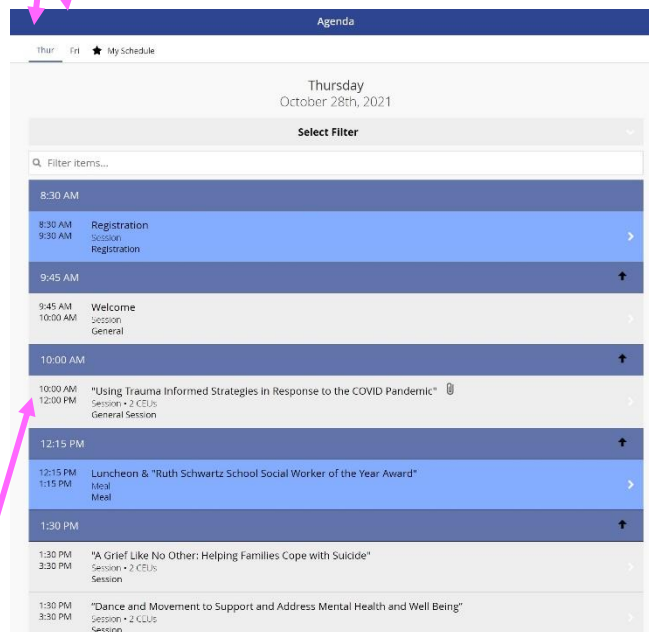 Agenda
Thur Fri My Schedule
Thursday
October 28th, 2021
Select Filter
Filter items...
8:30 AM
8:30 AM Registration
9:30 AM Session
Registration
9:45 AM
9:45 AM Welcome
10:00 AM Session
General
10:00 AM
10:00 AM "Using Trauma Informed Strategies in Response to the COVID Pandemic"
12:00 PM Session • 2 CEUs
General Session
12:15 PM
12:15 PM Luncheon & "Ruth Schwartz School Social Worker of the Year Award"
1:15 PM Meal
Meal
1:30 PM
1:30 PM "A Grief Like No Other: Helping Families Cope with Suicide"
3:30 PM Session • 2 CEUs
Session
1:30 PM "Dance and Movement to Support and Address Mental Health and Well Being"
3:30 PM Session • 2 CEUs
Session